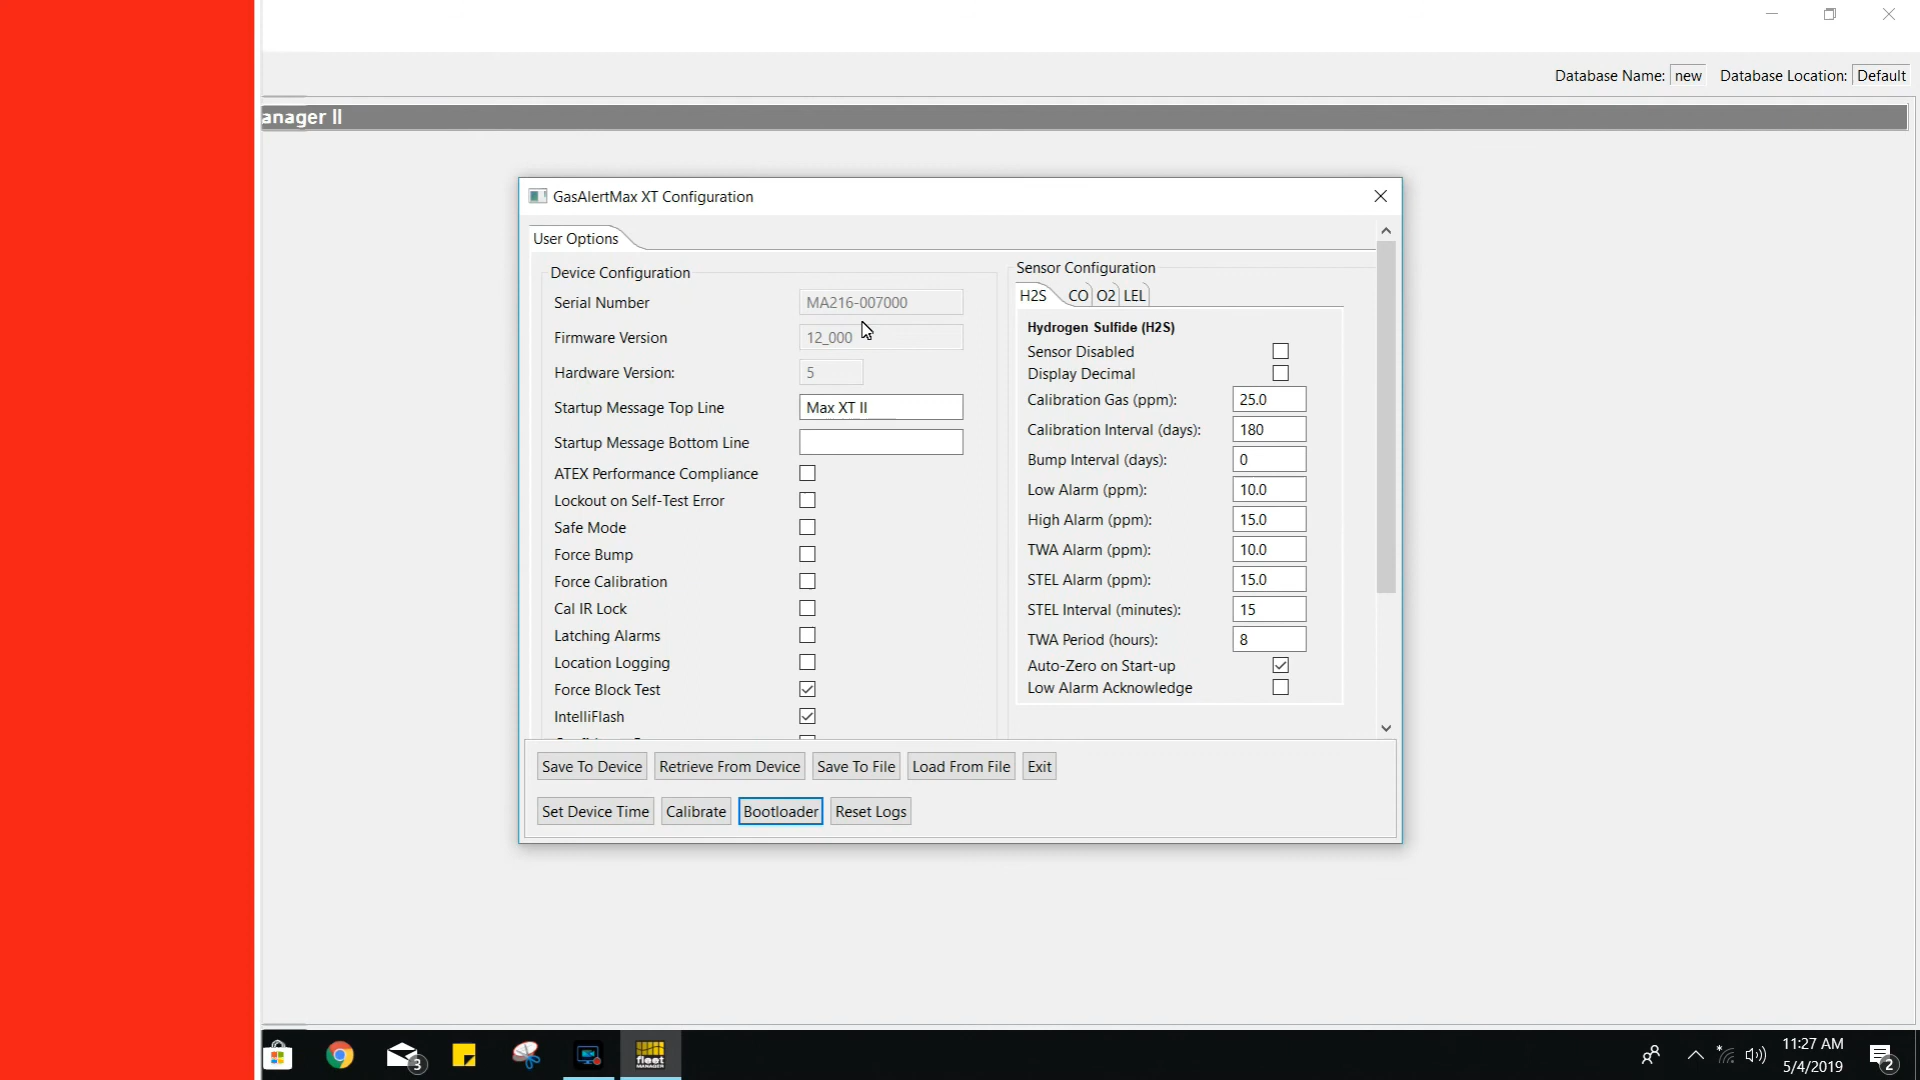 Database Name: new Database Location: Default
anager II
GasAlertMax XT Configuration
User Options
Device Configuration
Serial Number MA216-007000
Firmware Version 12_000
Hardware Version: 5
Startup Message Top Line Max XT II
Startup Message Bottom Line
ATEX Performance Compliance
Lockout on Self-Test Error
Safe Mode
Force Bump
Force Calibration
Cal IR Lock
Latching Alarms
Location Logging
Force Block Test
IntelliFlash
Sensor Configuration
H2S CO O2 LEL
Hydrogen Sulfide (H2S)
Sensor Disabled
Display Decimal
Calibration Gas (ppm): 25.0
Calibration Interval (days): 180
Bump Interval (days): 0
Low Alarm (ppm): 10.0
High Alarm (ppm): 15.0
TWA Alarm (ppm): 10.0
STEL Alarm (ppm): 15.0
STEL Interval (minutes): 15
TWA Period (hours): 8
Auto-Zero on Start-up
Low Alarm Acknowledge
Save To Device Retrieve From Device Save To File Load From File Exit
Set Device Time Calibrate Bootloader Reset Logs
3
fleet
MANAGER
11:27 AM
5/4/2019
2